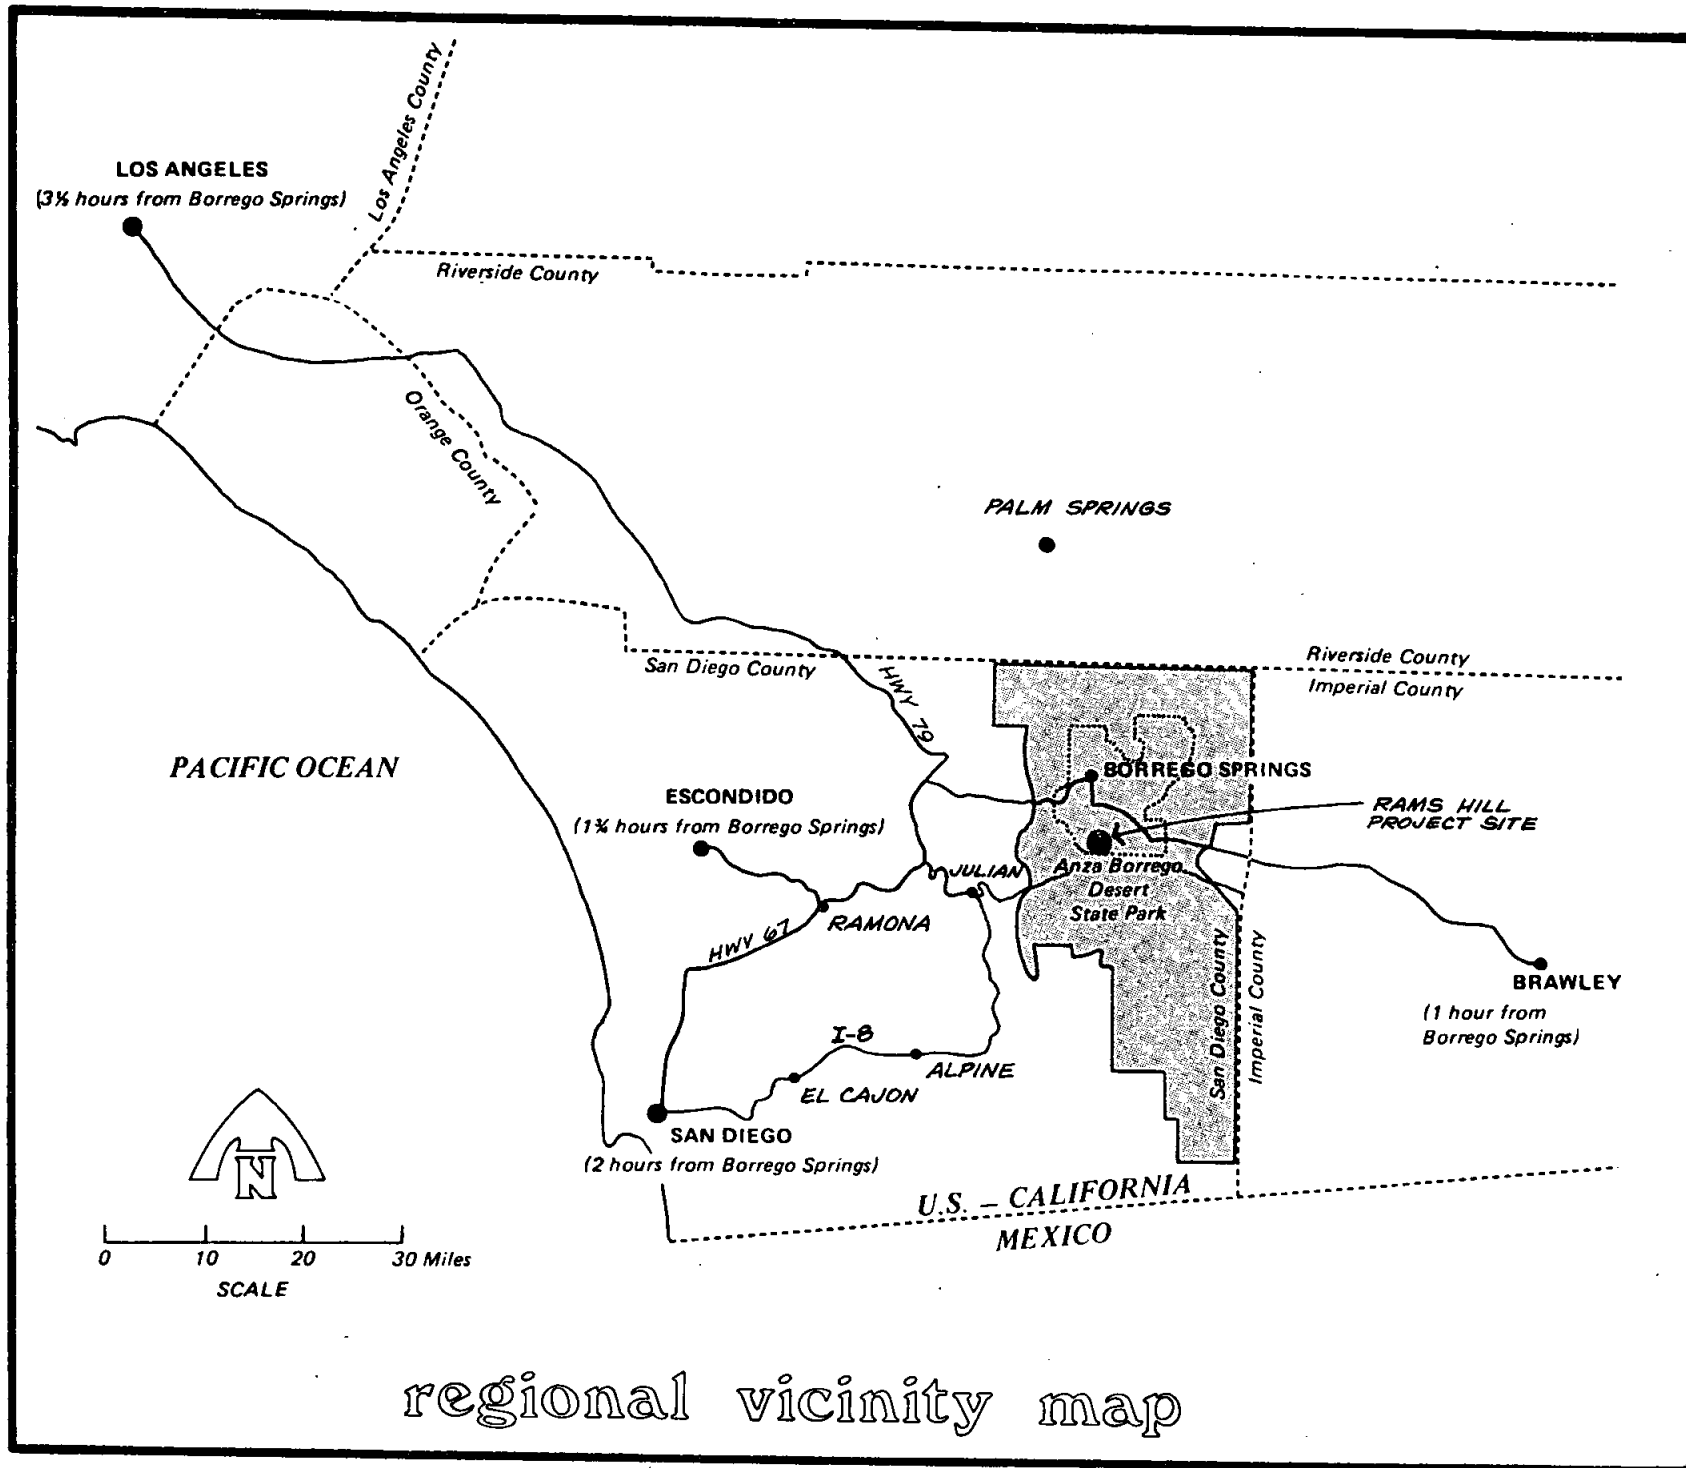 Los Angeles County
LOS ANGELES
(3½ hours from Borrego Springs)
Riverside County
Orange County
PALM SPRINGS
San Diego County
Riverside County
Imperial County
HWY 79
PACIFIC OCEAN
BORREGO SPRINGS
ESCONDIDO
(1¾ hours from Borrego Springs)
RAMS HILL
PROJECT SITE
JULIAN
Anza Borrego
Desert
State Park
RAMONA
HWY 67
San Diego County
Imperial County
BRAWLEY
(1 hour from
Borrego Springs)
I-8
ALPINE
EL CAJON
SAN DIEGO
(2 hours from Borrego Springs)
N
U.S. – CALIFORNIA
MEXICO
0 10 20 30 Miles
SCALE
regional vicinity map